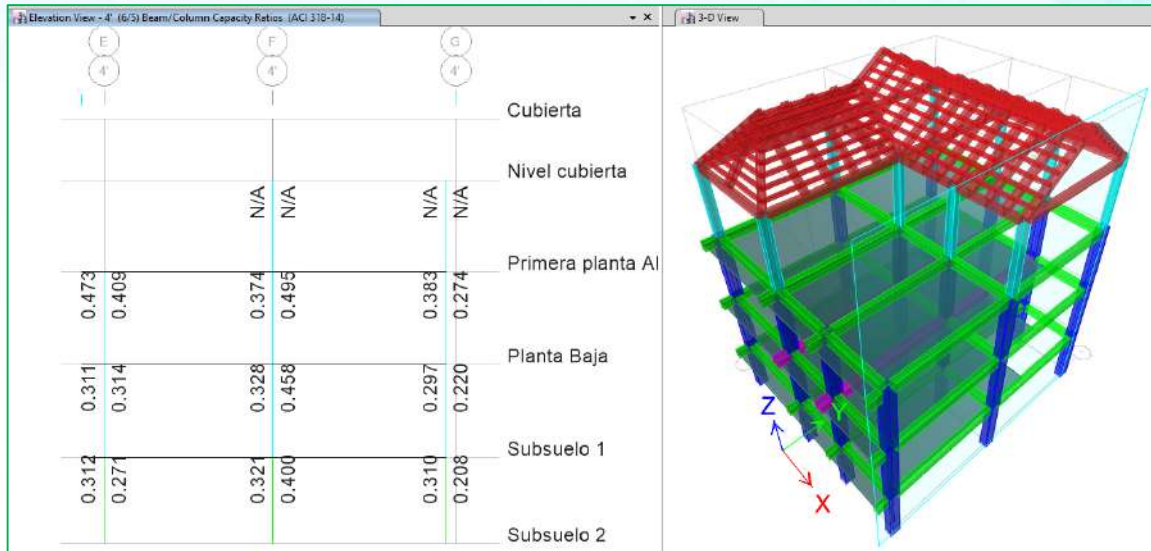 Elevation View - 4' (6/5) Beam/Column Capacity Ratios (ACI 318-14)
E F G
4' 4' 4'
Cubierta
Nivel cubierta
N/A N/A N/A N/A
Primera planta Al
0.473 0.409 0.374 0.495 0.383 0.274
Planta Baja
0.311 0.314 0.328 0.458 0.297 0.220
Subsuelo 1
0.312 0.271 0.321 0.400 0.310 0.208
Subsuelo 2
3-D View
Z
Y
X